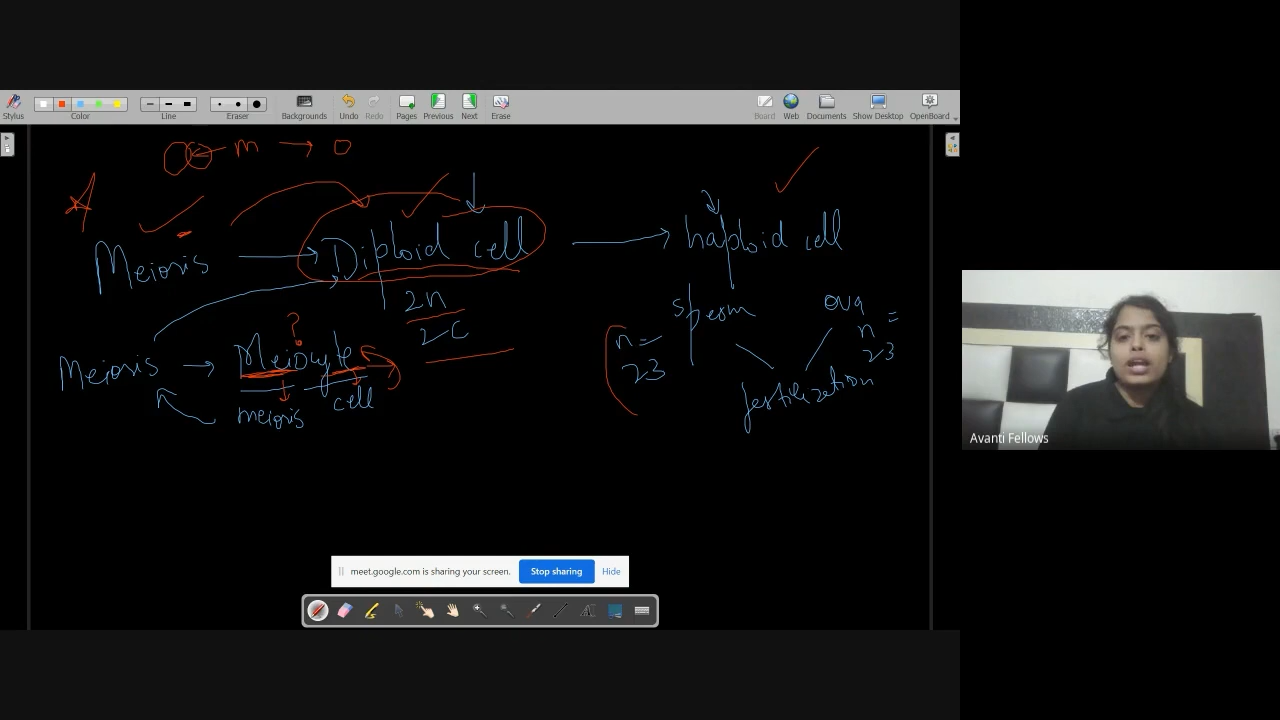 Stylus Color Line Eraser Backgrounds Undo Redo Pages Previous Next Erase Board Web Documents Show Desktop OpenBoard
m → 0
Meiosis → Diploid cell → haploid cell
2n
2C
sperm ova
n = 23 n = 23
fertilization
?
Meiosis → Meiocyte
meiosis cell
Avanti Fellows
meet.google.com is sharing your screen. Stop sharing Hide